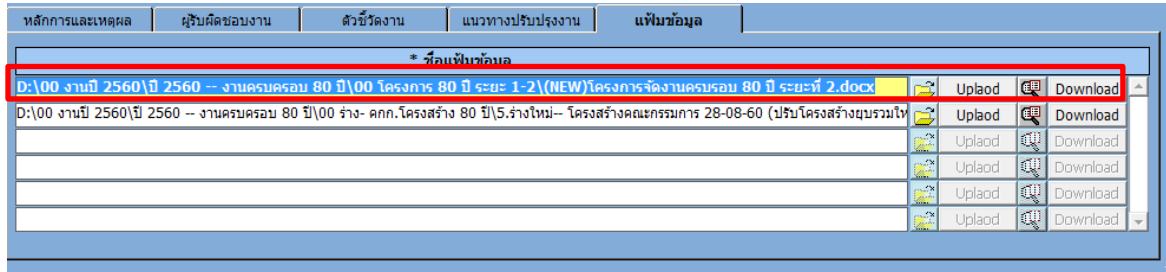 หลักการและเหตุผล ผู้รับผิดชอบงาน ตัวชี้วัดงาน แนวทางปรับปรุงงาน แฟ้มข้อมูล
* ชื่อแฟ้มข้อมูล
D:\00 งานปี 2560\ปี 2560 -- งานครบครอบ 80 ปี\00 โครงการ 80 ปี ระยะ 1-2\(NEW)โครงการจัดงานครบรอบ 80 ปี ระยะที่ 2.docx Uplaod Download
D:\00 งานปี 2560\ปี 2560 -- งานครบครอบ 80 ปี\00 ร่าง- คกก.โครงสร้าง 80 ปี\5.ร่างใหม่-- โครงสร้างคณะกรรมการ 28-08-60 (ปรับโครงสร้างยุบรวมให Uplaod Download
Uplaod Download
Uplaod Download
Uplaod Download
Uplaod Download